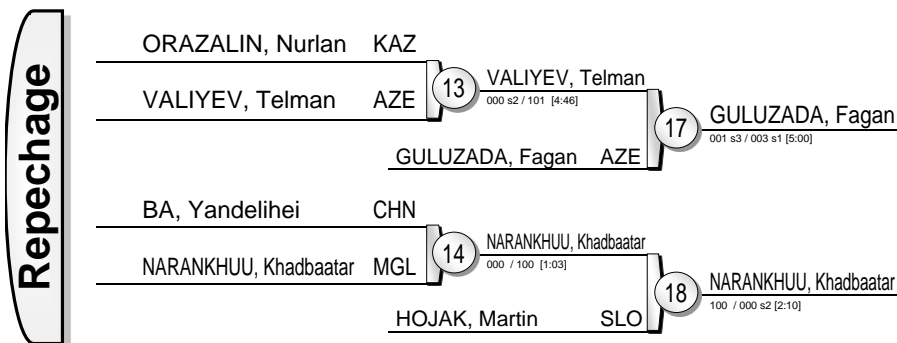 Repechage
ORAZALIN, Nurlan KAZ
VALIYEV, Telman AZE
13
VALIYEV, Telman
000 s2 / 101 [4:46]
GULUZADA, Fagan AZE
17
GULUZADA, Fagan
001 s3 / 003 s1 [5:00]
BA, Yandelihei CHN
NARANKHUU, Khadbaatar MGL
14
NARANKHUU, Khadbaatar
000 / 100 [1:03]
HOJAK, Martin SLO
18
NARANKHUU, Khadbaatar
100 / 000 s2 [2:10]